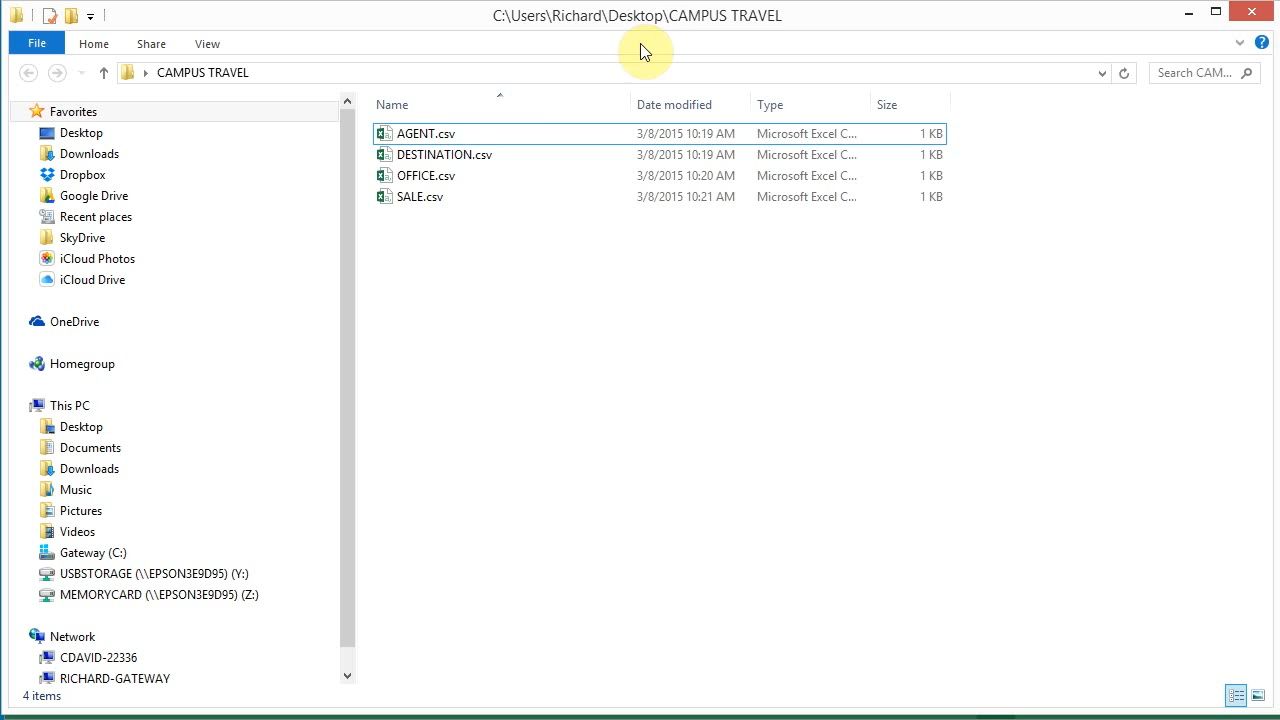 C:\Users\Richard\Desktop\CAMPUS TRAVEL
File Home Share View
CAMPUS TRAVEL
Search CAM...
Name Date modified Type Size
AGENT.csv 3/8/2015 10:19 AM Microsoft Excel C... 1 KB
DESTINATION.csv 3/8/2015 10:19 AM Microsoft Excel C... 1 KB
OFFICE.csv 3/8/2015 10:20 AM Microsoft Excel C... 1 KB
SALE.csv 3/8/2015 10:21 AM Microsoft Excel C... 1 KB
Favorites
Desktop
Downloads
Dropbox
Google Drive
Recent places
SkyDrive
iCloud Photos
iCloud Drive
OneDrive
Homegroup
This PC
Desktop
Documents
Downloads
Music
Pictures
Videos
Gateway (C:)
USBSTORAGE (\\EPSON3E9D95) (Y:)
MEMORYCARD (\\EPSON3E9D95) (Z:)
Network
CDAVID-22336
RICHARD-GATEWAY
4 items